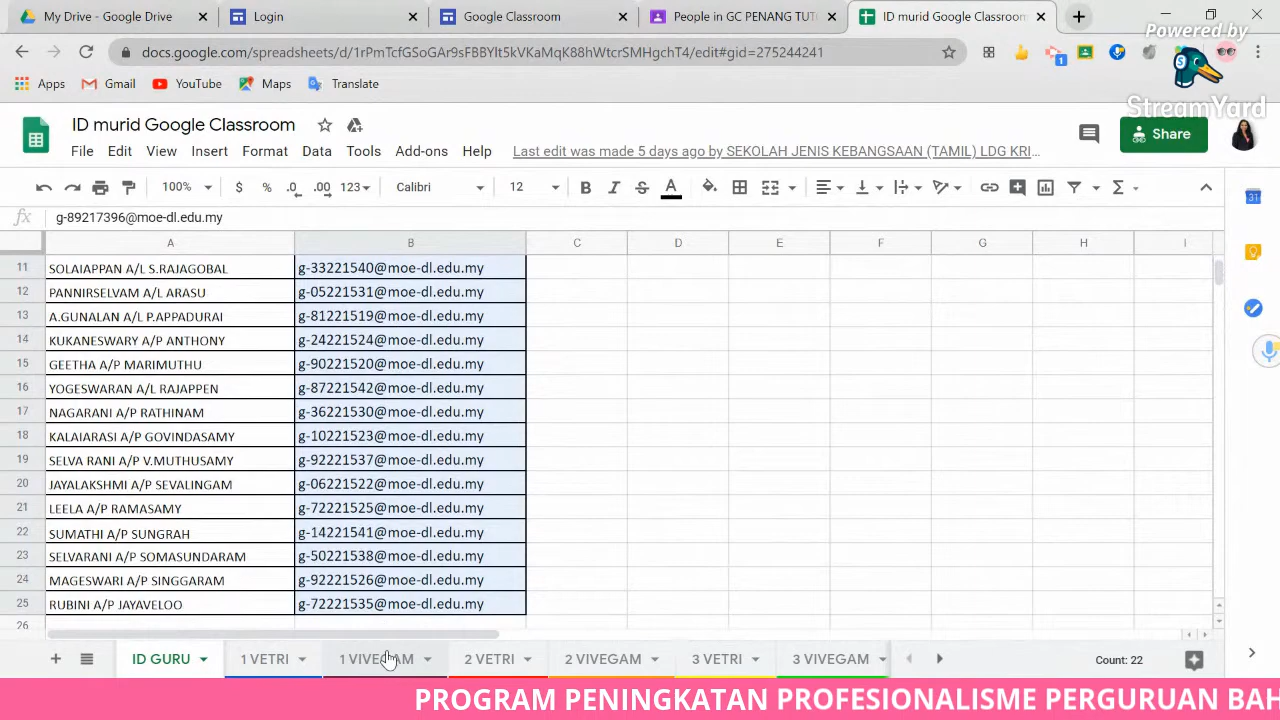 My Drive - Google Drive
Login
Google Classroom
People in GC PENANG TUT
ID murid Google Classroom
docs.google.com/spreadsheets/d/1rPmTcfGSoGAr9sFBBYIt8MNKaMqK88hWtcrSMHgchT4/edit#gid=275244241
Powered by
StreamYard
Apps Gmail YouTube Maps Translate
ID murid Google Classroom
Share
File Edit View Insert Format Data Tools Add-ons Help Last edit was made 5 days ago by SEKOLAH JENIS KEBANGSAAN (TAMIL) LDG KRI...
100% $ % .0 .00 123 Calibri 12 B I S A
fx g-89217396@moe-dl.edu.my
A B C D E F G H I
11 SOLAIAPPAN A/L S.RAJAGOBAL g-33221540@moe-dl.edu.my
12 PANNIRSELVAM A/L ARASU g-05221531@moe-dl.edu.my
13 A.GUNALAN A/L P.APPADURAI g-81221519@moe-dl.edu.my
14 KUKANESWARY A/P ANTHONY g-24221524@moe-dl.edu.my
15 GEETHA A/P MARIMUTHU g-90221520@moe-dl.edu.my
16 YOGESWARAN A/L RAJAPPEN g-87221542@moe-dl.edu.my
17 NAGARANI A/P RATHINAM g-36221530@moe-dl.edu.my
18 KALAIARASI A/P GOVINDASAMY g-10221523@moe-dl.edu.my
19 SELVA RANI A/P V.MUTHUSAMY g-92221537@moe-dl.edu.my
20 JAYALAKSHMI A/P SEVALINGAM g-06221522@moe-dl.edu.my
21 LEELA A/P RAMASAMY g-72221525@moe-dl.edu.my
22 SUMATHI A/P SUNGRAH g-14221541@moe-dl.edu.my
23 SELVARANI A/P SOMASUNDARAM g-50221538@moe-dl.edu.my
24 MAGESWARI A/P SINGGARAM g-92221526@moe-dl.edu.my
25 RUBINI A/P JAYAVELOO g-72221535@moe-dl.edu.my
26
ID GURU 1 VETRI 1 VIVEGAM 2 VETRI 2 VIVEGAM 3 VETRI 3 VIVEGAM Count: 22
PROGRAM PENINGKATAN PROFESIONALISME PERGURUAN BAH